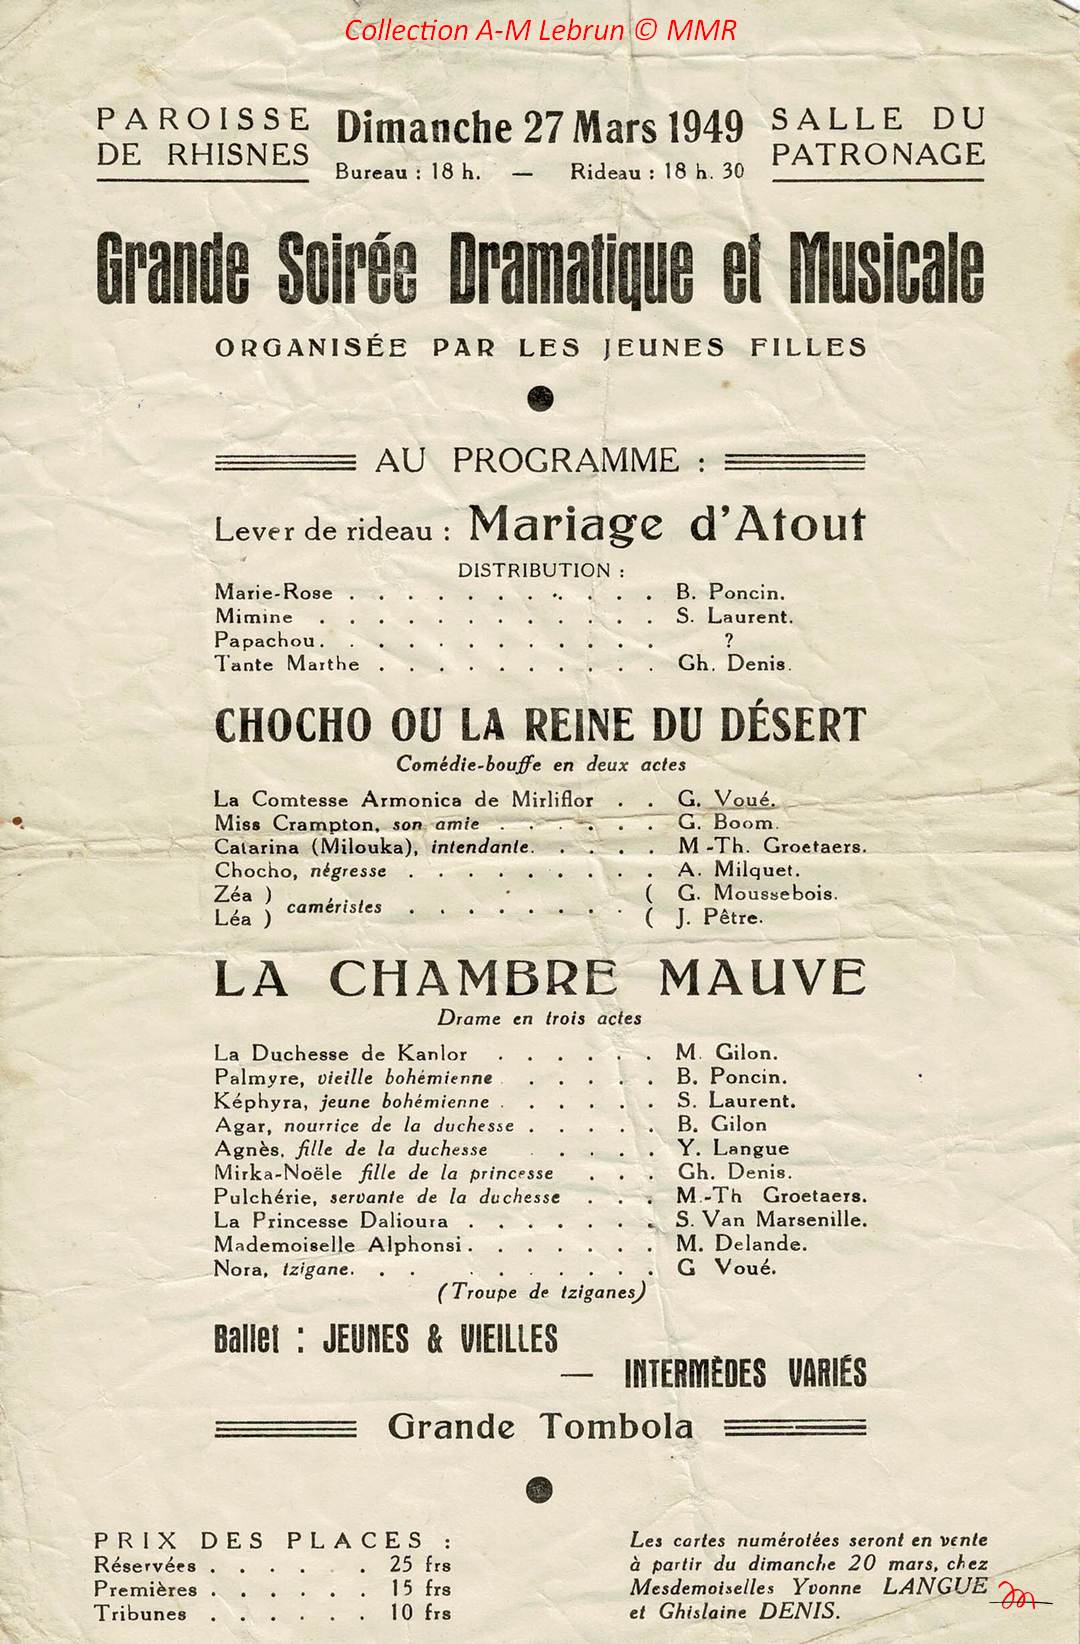 Collection A-M Lebrun © MMR
PAROISSE
DE RHISNES
Dimanche 27 Mars 1949
Bureau : 18 h. — Rideau : 18 h. 30
SALLE DU
PATRONAGE
Grande Soirée Dramatique et Musicale
ORGANISÉE PAR LES JEUNES FILLES
AU PROGRAMME :
Lever de rideau : Mariage d'Atout
DISTRIBUTION :
Marie-Rose . . . . . . . . . . . B. Poncin.
Mimine . . . . . . . . . . . . S. Laurent.
Papachou. . . . . . . . . . . . ?
Tante Marthe . . . . . . . . . . Gh. Denis.
CHOCHO OU LA REINE DU DÉSERT
Comédie-bouffe en deux actes
La Comtesse Armonica de Mirliflor . . G. Voué.
Miss Crampton, son amie . . . . . . G. Boom.
Catarina (Milouka), intendante. . . . . M -Th. Groetaers.
Chocho, négresse . . . . . . . . . A. Milquet.
Zéa ) ( G. Moussebois.
caméristes . . . . . . . .
Léa ) ( J. Pêtre.
LA CHAMBRE MAUVE
Drame en trois actes
La Duchesse de Kanlor . . . . . . M. Gilon.
Palmyre, vieille bohémienne . . . . . B. Poncin.
Képhyra, jeune bohémienne . . . . . . S. Laurent.
Agar, nourrice de la duchesse . . . . . B. Gilon
Agnès, fille de la duchesse . . . . Y. Langue
Mirka-Noële fille de la princesse . . . Gh. Denis.
Pulchérie, servante de la duchesse . . . M.-Th Groetaers.
La Princesse Dalioura . . . . . . . S. Van Marsenille.
Mademoiselle Alphonsi. . . . . . . M. Delande.
Nora, tzigane. . . . . . . . . . G Voué.
(Troupe de tziganes)
Ballet : JEUNES & VIEILLES
— INTERMÈDES VARIÉS
Grande Tombola
PRIX DES PLACES :
Réservées . . . . . . 25 frs
Premières . . . . . . 15 frs
Tribunes . . . . . . 10 frs
Les cartes numérotées seront en vente
à partir du dimanche 20 mars, chez
Mesdemoiselles Yvonne LANGUE
et Ghislaine DENIS.